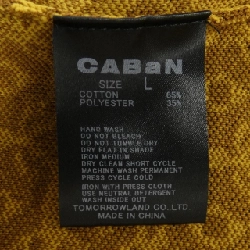 CABaN
SIZE L
COTTON 65%
POLYESTER 35%
HAND WASH
DO NOT BLEACH
DO NOT TUMBLE DRY
DRY FLAT IN SHADE
IRON MEDIUM
DRY CLEAN SHORT CYCLE
MACHINE WASH PERMANENT
PRESS CYCLE COLD
IRON WITH CLOTH
USE NEUTRAL DETERGENT
WASH INSIDE OUT
TOMORROWLAND CO.,LTD
MADE IN CHINA